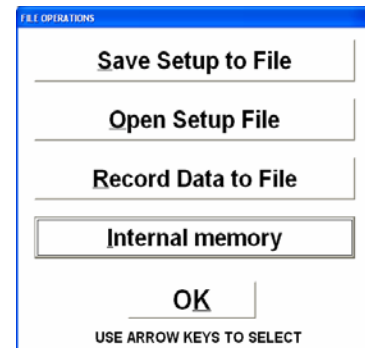 FILE OPERATIONS
Save Setup to File
Open Setup File
Record Data to File
Internal memory
OK
USE ARROW KEYS TO SELECT